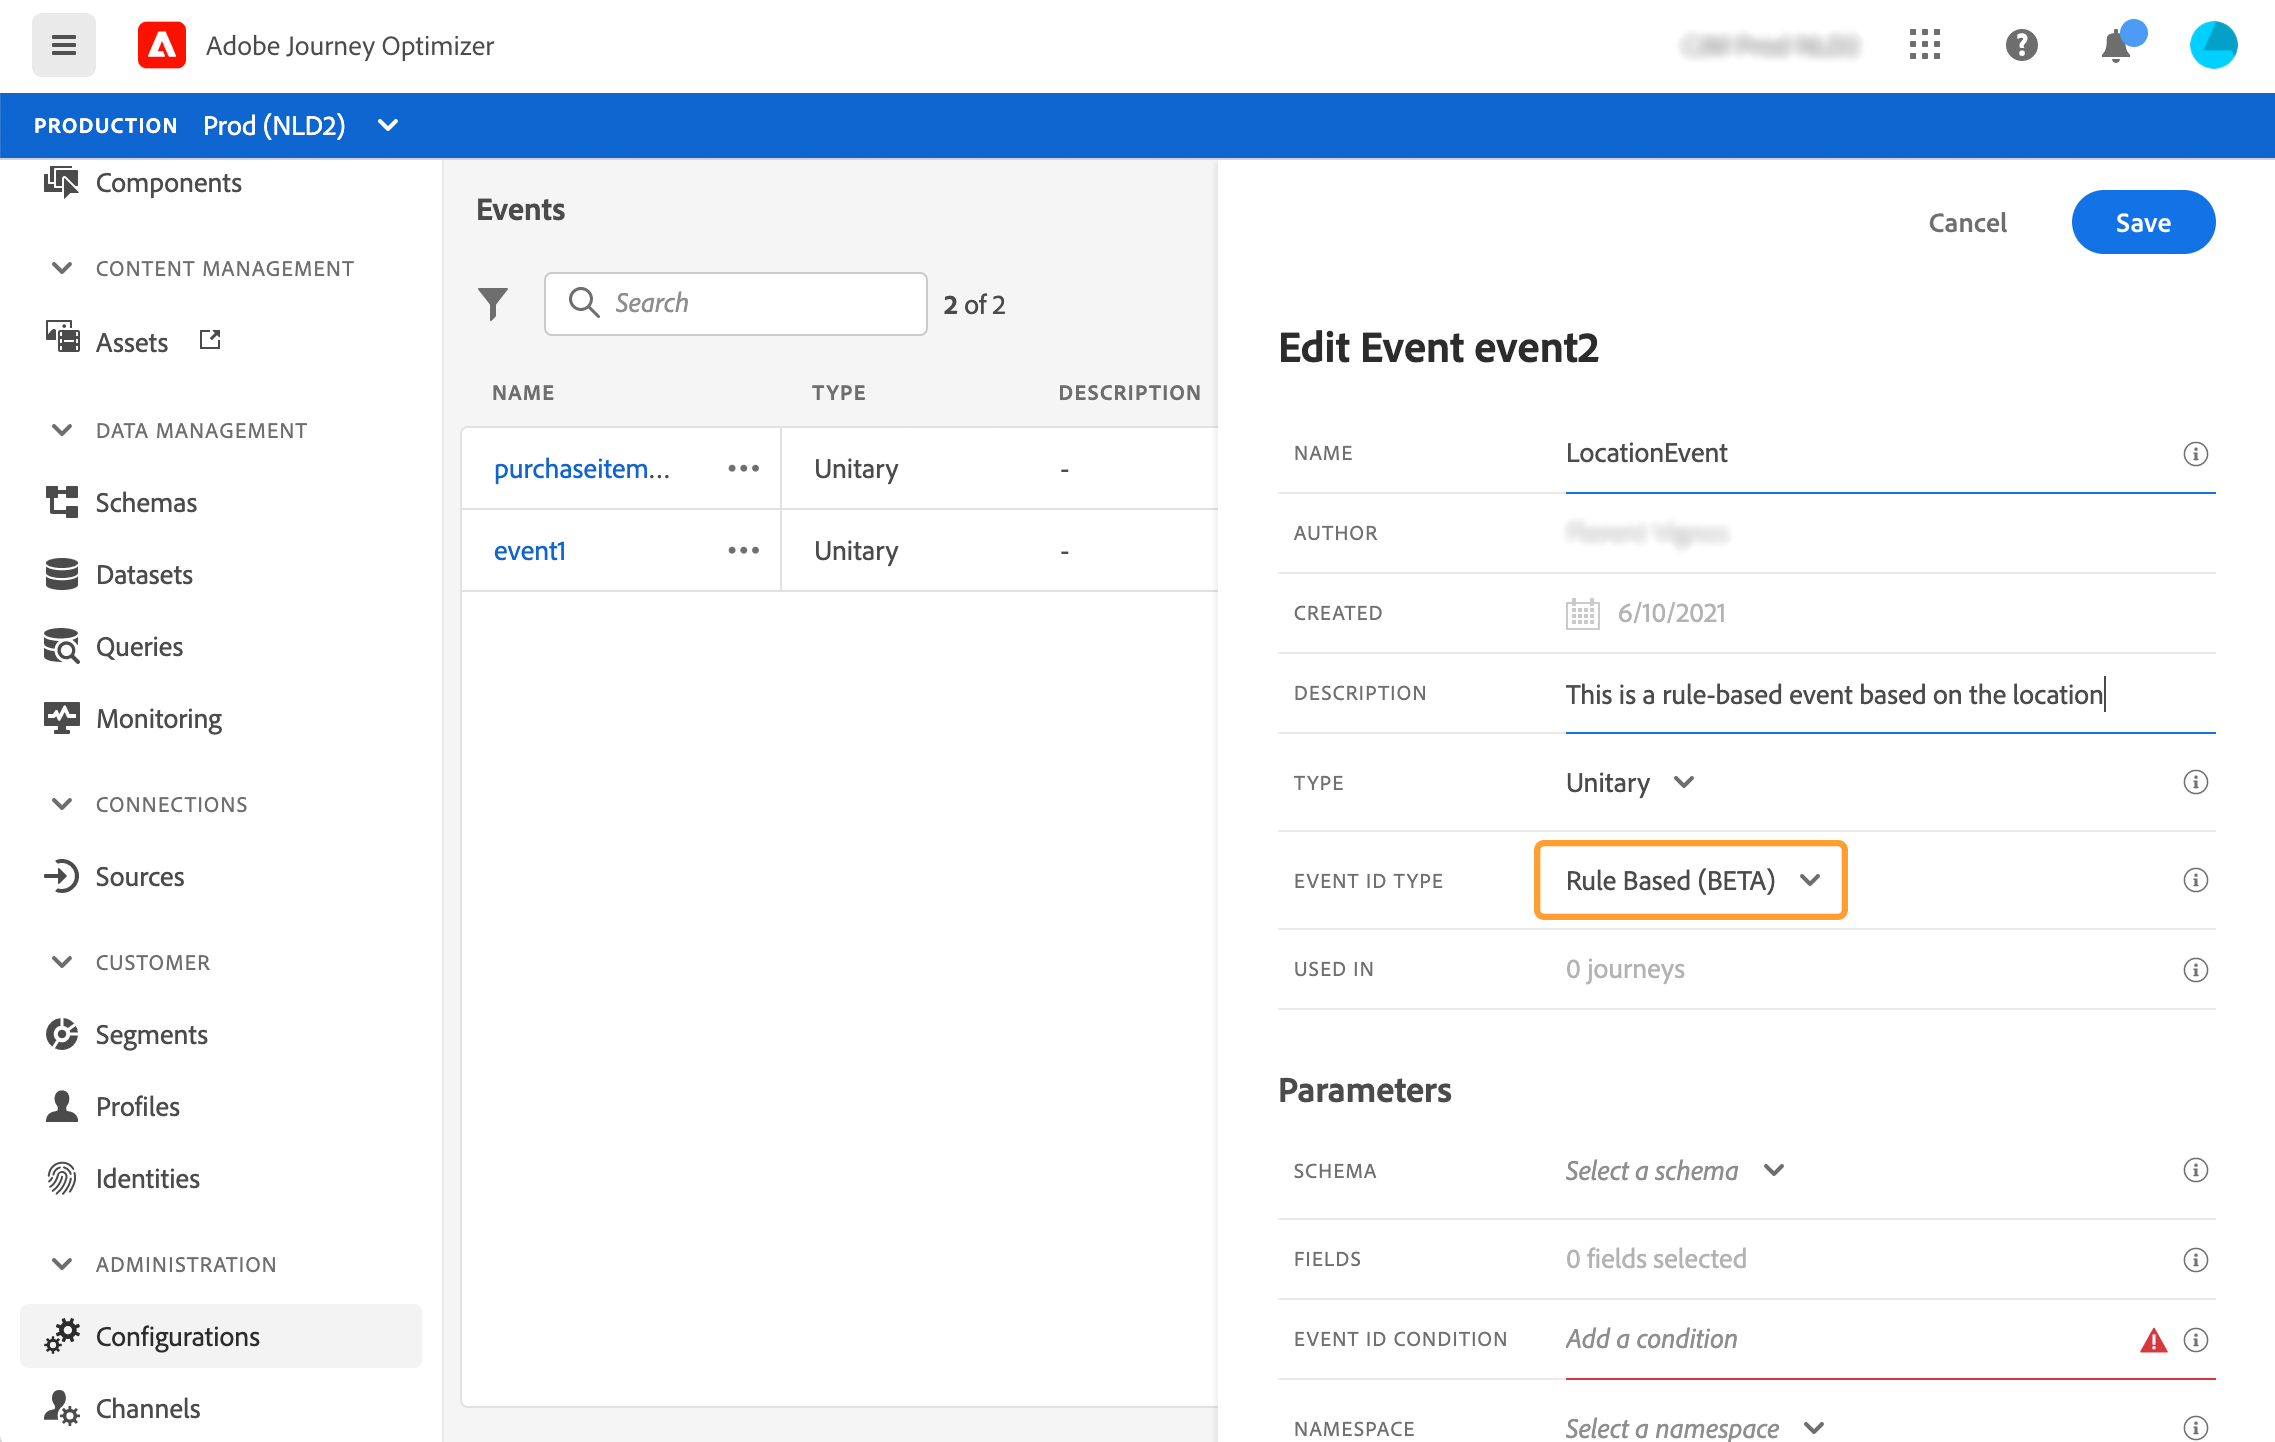 Adobe Journey Optimizer
PRODUCTION Prod (NLD2)
Components
CONTENT MANAGEMENT
Assets
DATA MANAGEMENT
Schemas
Datasets
Queries
Monitoring
CONNECTIONS
Sources
CUSTOMER
Segments
Profiles
Identities
ADMINISTRATION
Configurations
Channels
Events
Search
2 of 2
NAME TYPE DESCRIPTION
purchaseitem... Unitary -
event1 Unitary -
Cancel Save
Edit Event event2
NAME LocationEvent
AUTHOR
CREATED 6/10/2021
DESCRIPTION This is a rule-based event based on the location
TYPE Unitary
EVENT ID TYPE Rule Based (BETA)
USED IN 0 journeys
Parameters
SCHEMA Select a schema
FIELDS 0 fields selected
EVENT ID CONDITION Add a condition
NAMESPACE Select a namespace